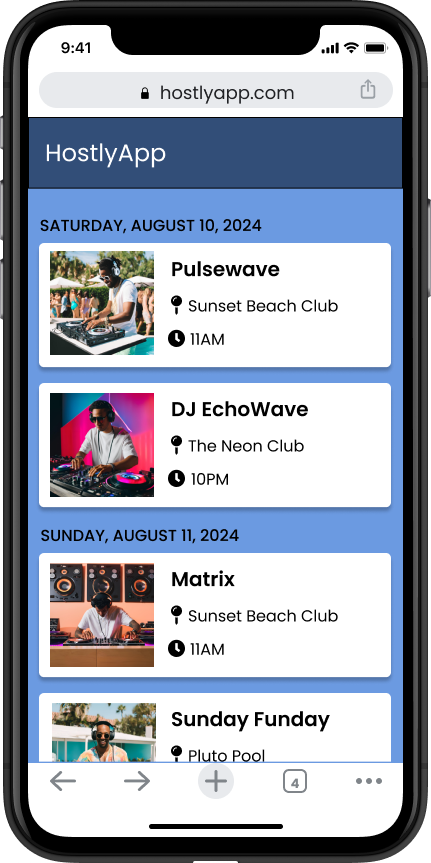 9:41
hostlyapp.com
HostlyApp
SATURDAY, AUGUST 10, 2024
Pulsewave
Sunset Beach Club
11AM
DJ EchoWave
The Neon Club
10PM
SUNDAY, AUGUST 11, 2024
Matrix
Sunset Beach Club
11AM
Sunday Funday
Pluto Pool
4